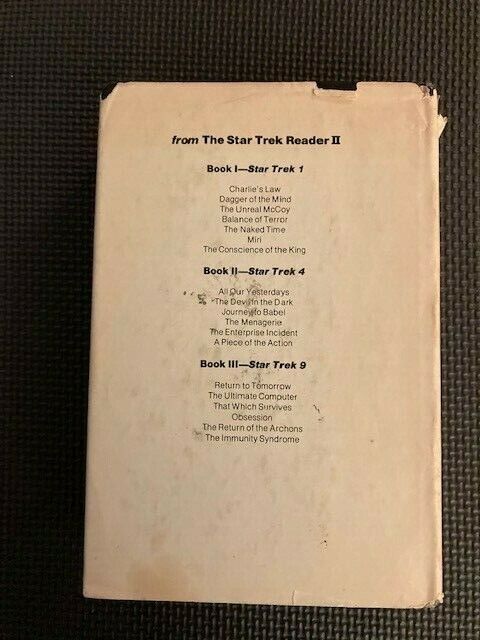 from The Star Trek Reader II
Book I—Star Trek 1
Charlie's Law
Dagger of the Mind
The Unreal McCoy
Balance of Terror
The Naked Time
Miri
The Conscience of the King
Book II—Star Trek 4
All Our Yesterdays
The Devil in the Dark
Journey to Babel
The Menagerie
The Enterprise Incident
A Piece of the Action
Book III—Star Trek 9
Return to Tomorrow
The Ultimate Computer
That Which Survives
Obsession
The Return of the Archons
The Immunity Syndrome